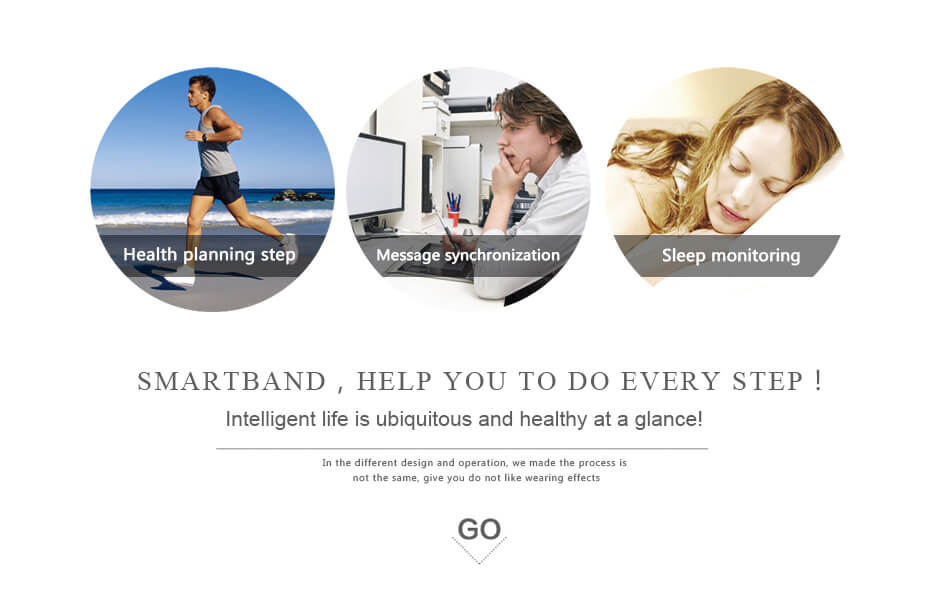 Health planning step
Message synchronization
Sleep monitoring
SMARTBAND , HELP YOU TO DO EVERY STEP !
Intelligent life is ubiquitous and healthy at a glance!
In the different design and operation, we made the process is
not the same, give you do not like wearing effects
GO